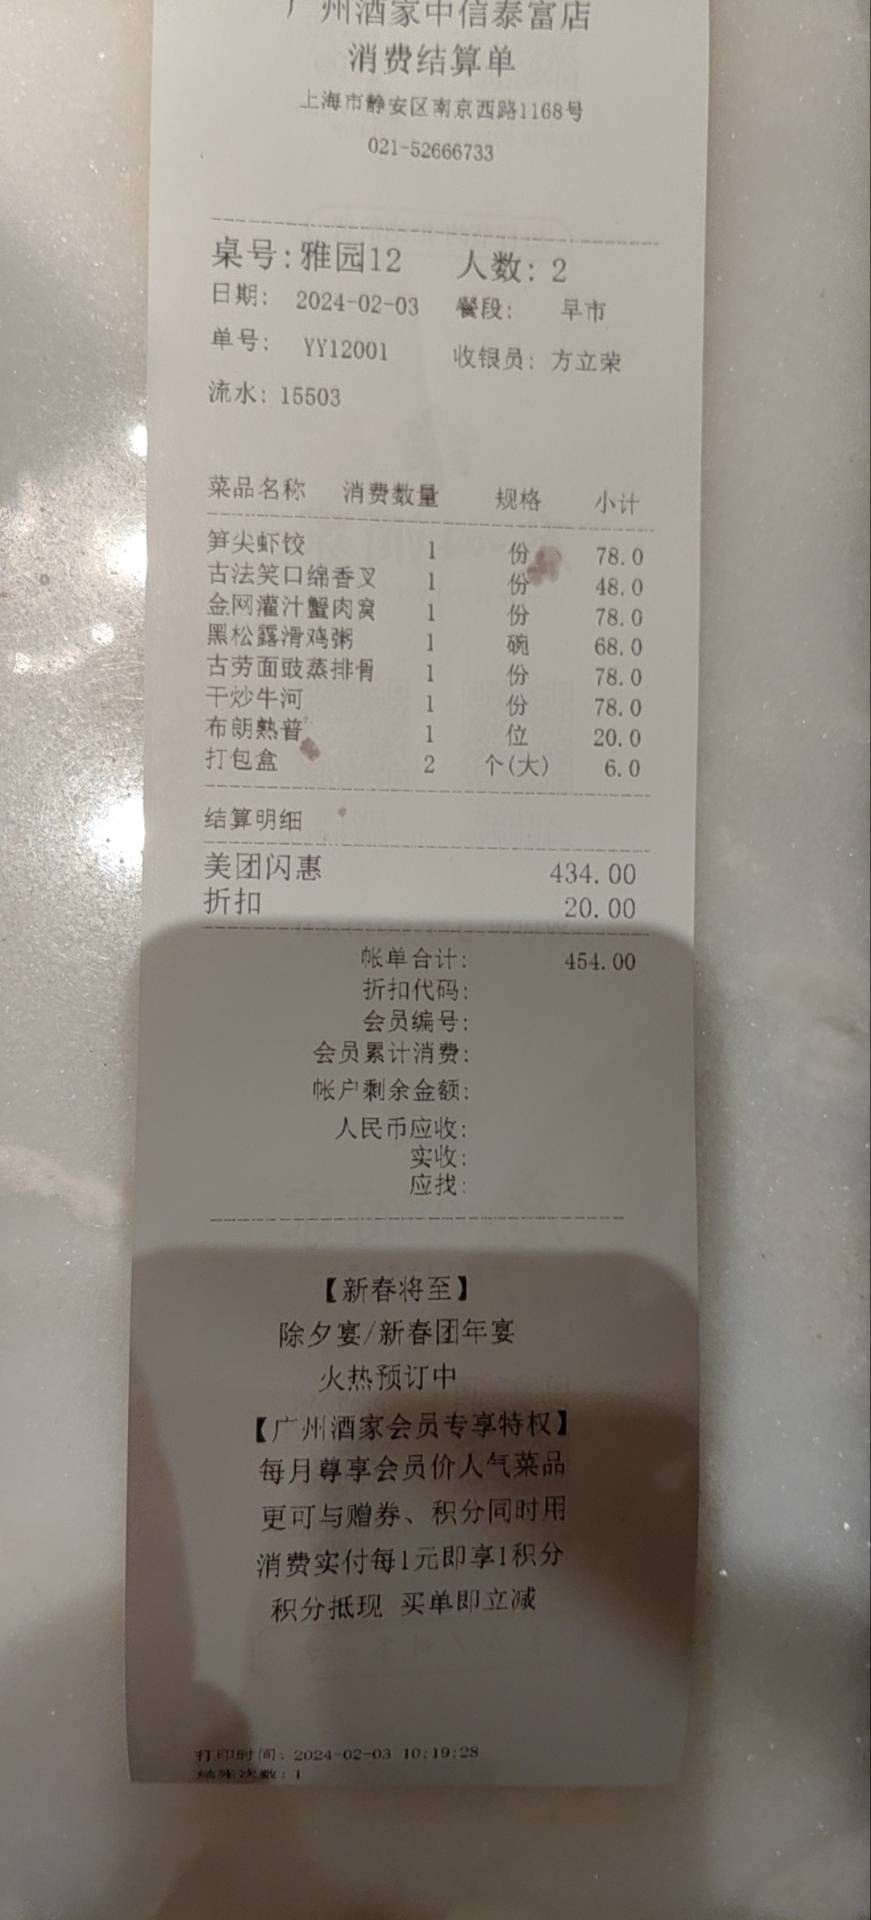 广州酒家中信泰富店
消费结算单
上海市静安区南京西路1168号
021-52666733
桌号:雅园12 人数: 2
日期: 2024-02-03 餐段: 早市
单号: YY12001 收银员: 方立荣
流水: 15503
菜品名称 消费数量 规格 小计
笋尖虾饺 1 份 78.0
古法笑口绵香叉 1 份 48.0
金网灌汁蟹肉窝 1 份 78.0
黑松露滑鸡粥 1 碗 68.0
古劳面豉蒸排骨 1 份 78.0
干炒牛河 1 份 78.0
布朗熟普 1 位 20.0
打包盒 2 个(大) 6.0
结算明细
美团闪惠 434.00
折扣 20.00
帐单合计: 454.00
折扣代码:
会员编号:
会员累计消费:
帐户剩余金额:
人民币应收:
实收:
应找:
【新春将至】
除夕宴/新春团年宴
火热预订中
【广州酒家会员专享特权】
每月尊享会员价人气菜品
更可与赠券、积分同时用
消费实付每1元即享1积分
积分抵现 买单即立减
打印时间: 2024-02-03 10:19:28
结账次数: 1